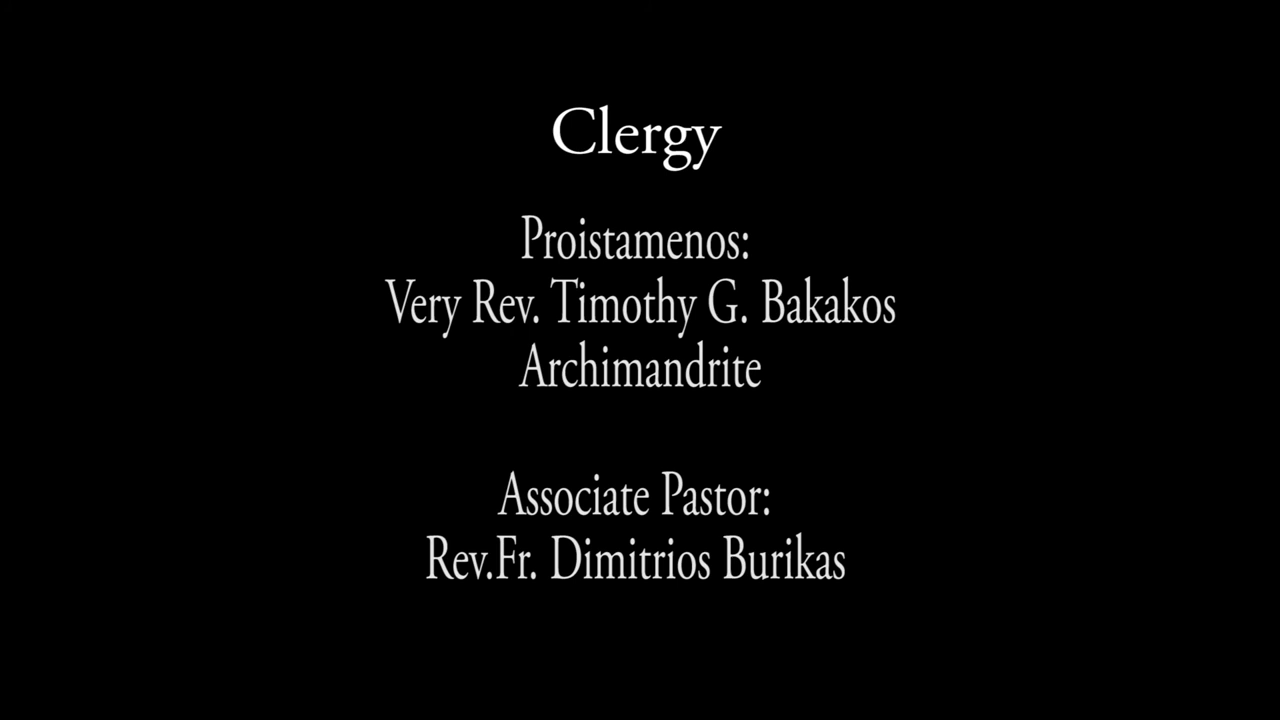 Clergy
Proistamenos:
Very Rev. Timothy G. Bakakos
Archimandrite
Associate Pastor:
Rev.Fr. Dimitrios Burikas